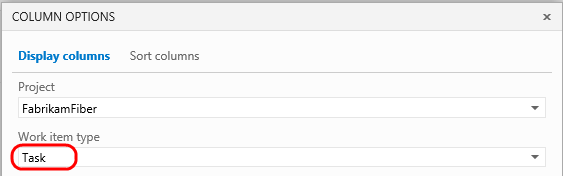 COLUMN OPTIONS
Display columns Sort columns
Project
FabrikamFiber
Work item type
Task